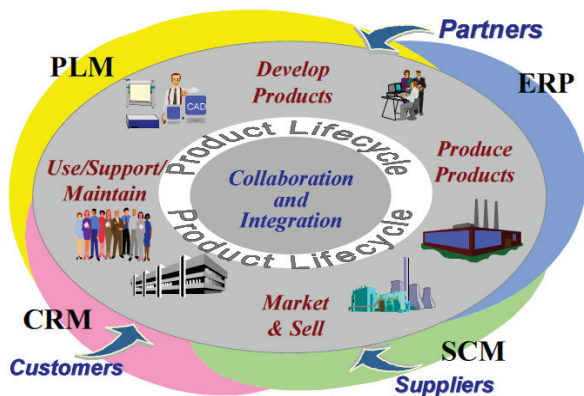 Partners
PLM
ERP
Develop
Products
CAD
Product Lifecycle
Use/Support/
Maintain
Produce
Products
Collaboration
and
Integration
Product Lifecycle
Market
& Sell
CRM
SCM
Customers
Suppliers